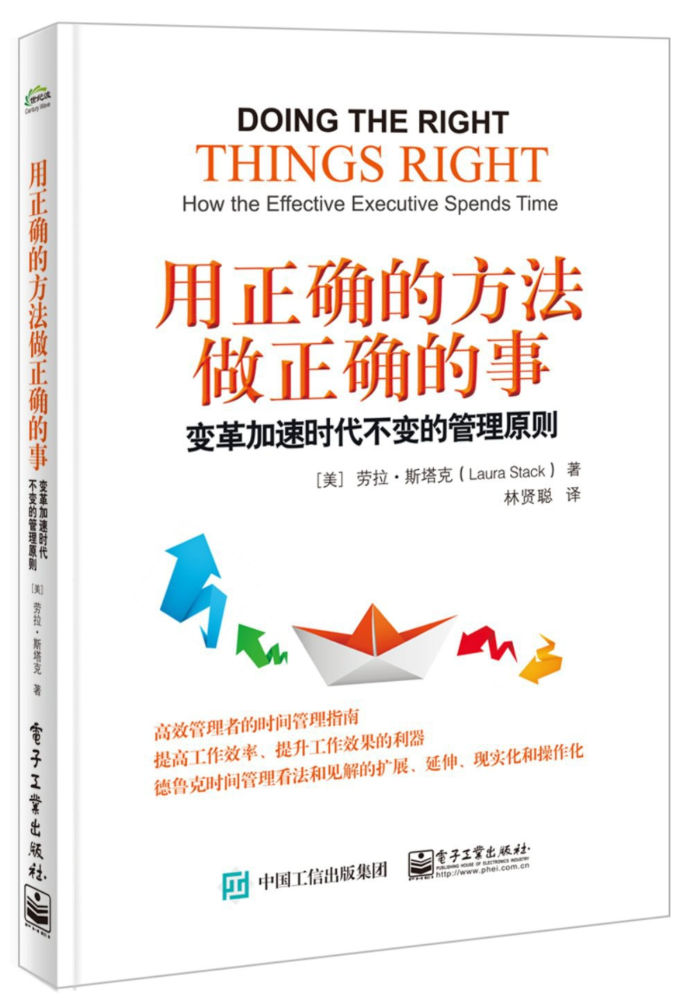 世纪波
Century Wave
用正确的方法做正确的事
变革加速时代
不变的管理原则
[美] 劳拉·斯塔克 著
電子工業出版社·
DOING THE RIGHT
THINGS RIGHT
How the Effective Executive Spends Time
用正确的方法
做正确的事
变革加速时代不变的管理原则
[美] 劳拉·斯塔克(Laura Stack) 著
林贤聪 译
高效管理者的时间管理指南
提高工作效率、提升工作效果的利器
德鲁克时间管理看法和见解的扩展、延伸、现实化和操作化
中国工信出版集团
電子工業出版社·
PUBLISHING HOUSE OF ELECTRONICS INDUSTRY
http://www.phei.com.cn
PHEI